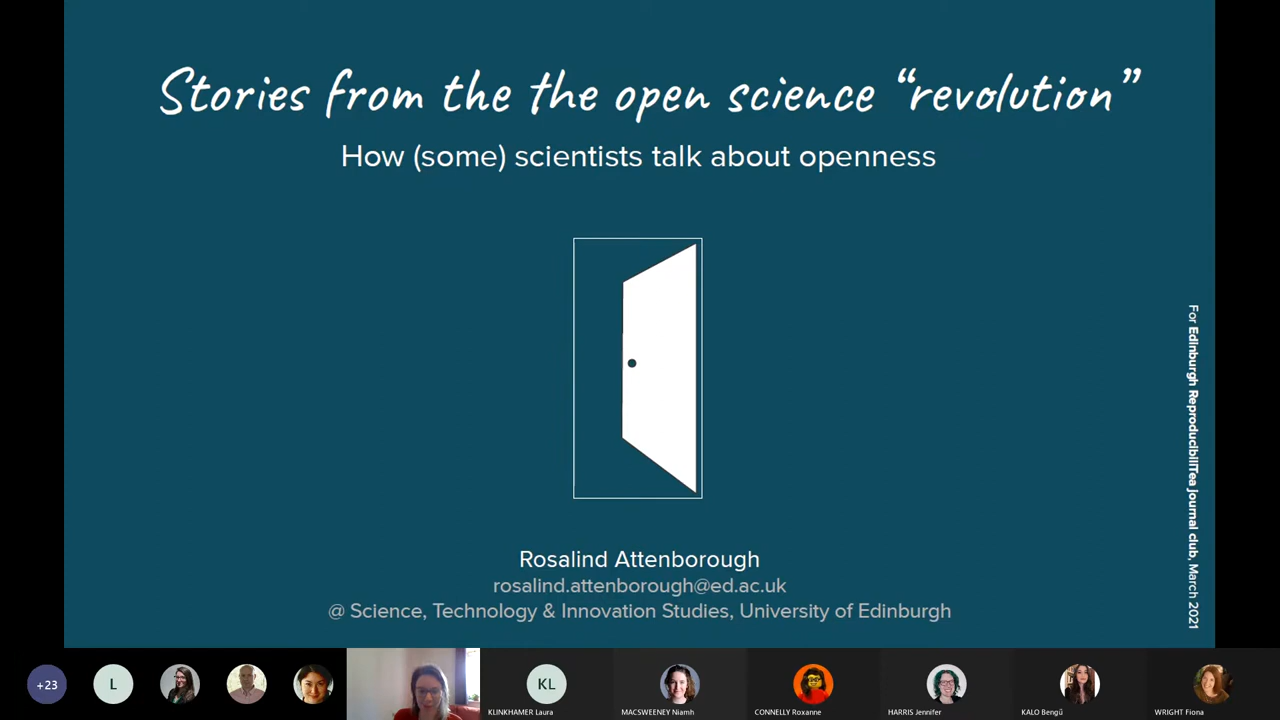 Stories from the the open science “revolution”
How (some) scientists talk about openness
Rosalind Attenborough
rosalind.attenborough@ed.ac.uk
@ Science, Technology & Innovation Studies, University of Edinburgh
For Edinburgh ReproducibiliTea journal club, March 2021
+23
L
KL
KLINKHAMER Laura
MACSWEENEY Niamh
CONNELLY Roxanne
HARRIS Jennifer
KALO Bengü
WRIGHT Fiona